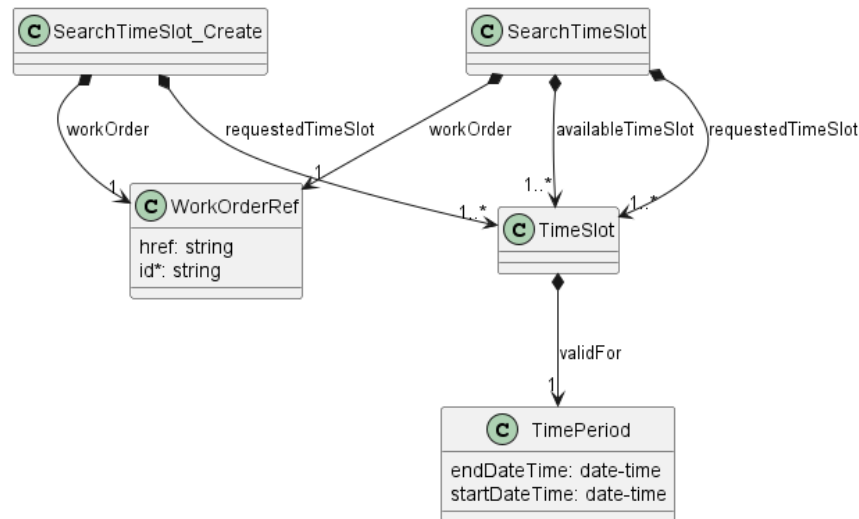 C SearchTimeSlot_Create
C SearchTimeSlot
workOrder
requestedTimeSlot
workOrder
availableTimeSlot
requestedTimeSlot
1
1
1..*
1..*
1..*
C WorkOrderRef
href: string
id*: string
C TimeSlot
validFor
1
C TimePeriod
endDateTime: date-time
startDateTime: date-time